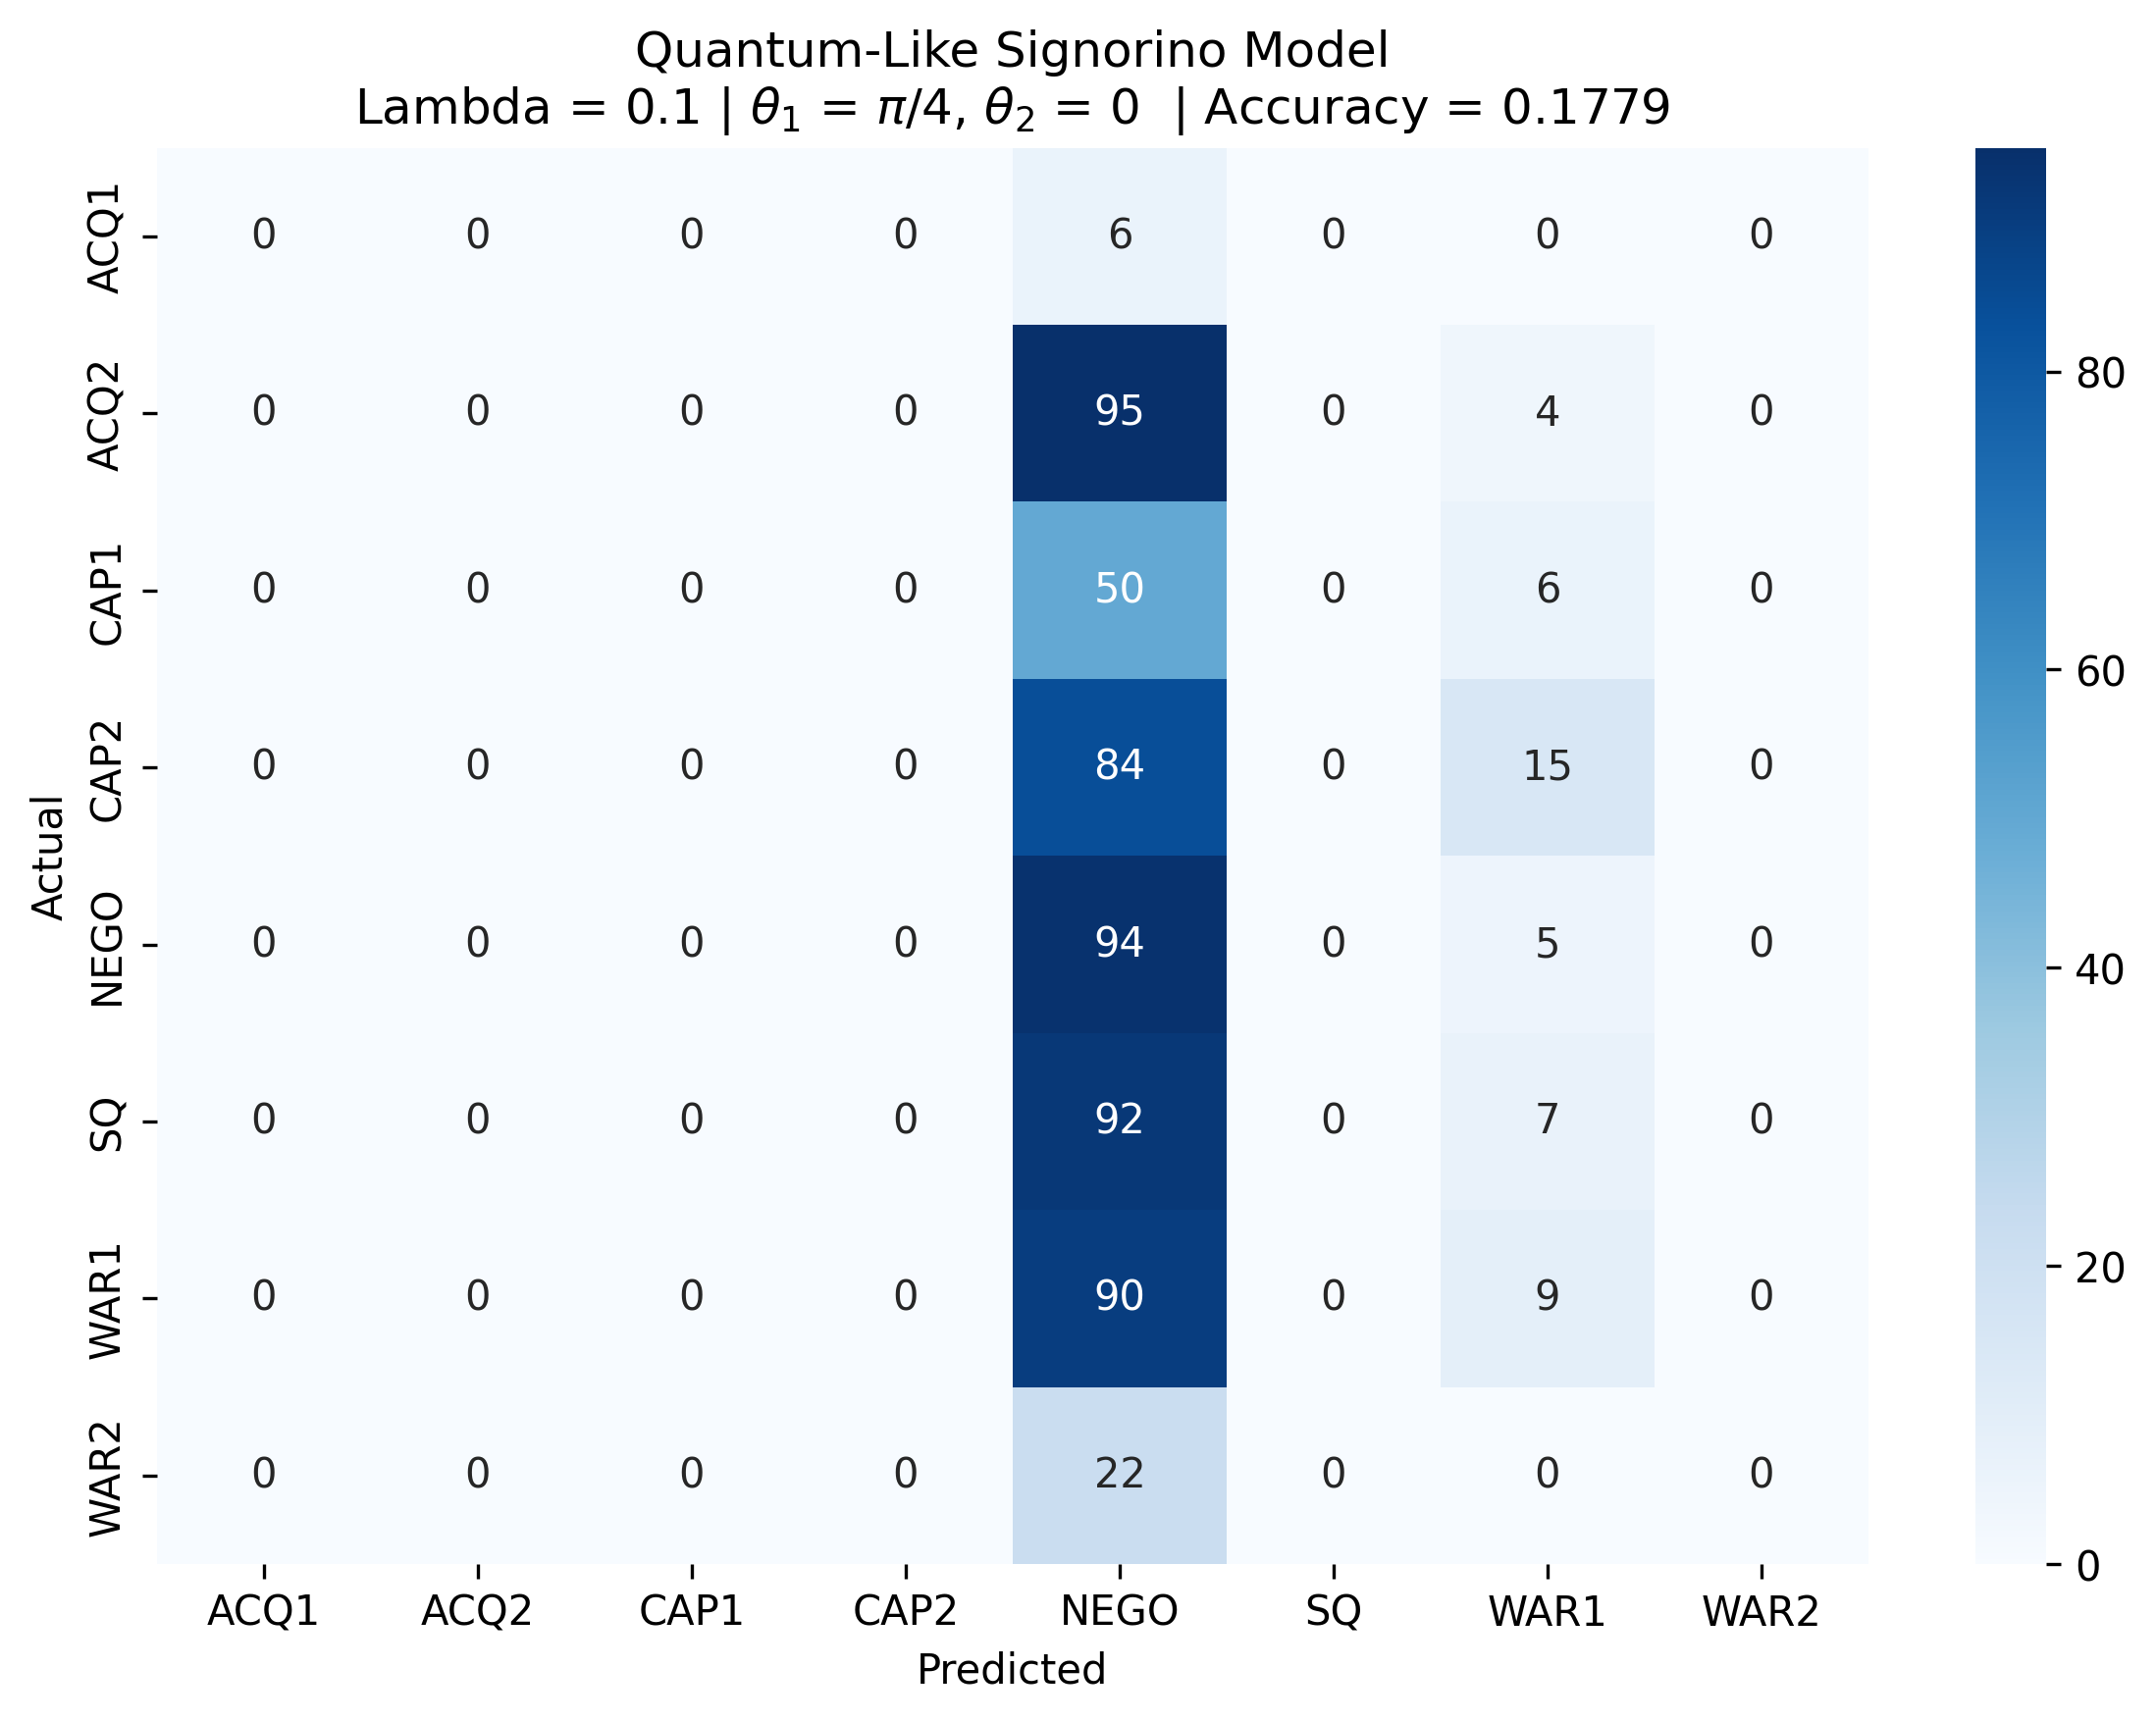 Quantum-Like Signorino Model
Lambda = 0.1 | θ₁ = π/4, θ₂ = 0 | Accuracy = 0.1779
Actual
ACQ1 0 0 0 0 6 0 0 0
ACQ2 0 0 0 0 95 0 4 0
CAP1 0 0 0 0 50 0 6 0
CAP2 0 0 0 0 84 0 15 0
NEGO 0 0 0 0 94 0 5 0
SQ 0 0 0 0 92 0 7 0
WAR1 0 0 0 0 90 0 9 0
WAR2 0 0 0 0 22 0 0 0
ACQ1 ACQ2 CAP1 CAP2 NEGO SQ WAR1 WAR2
Predicted
80
60
40
20
0